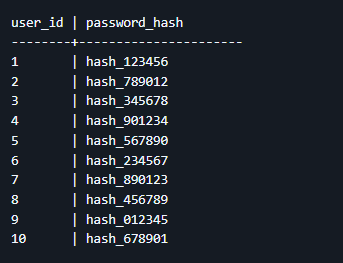 user_id | password_hash
--------+---------------------
1       | hash_123456
2       | hash_789012
3       | hash_345678
4       | hash_901234
5       | hash_567890
6       | hash_234567
7       | hash_890123
8       | hash_456789
9       | hash_012345
10      | hash_678901